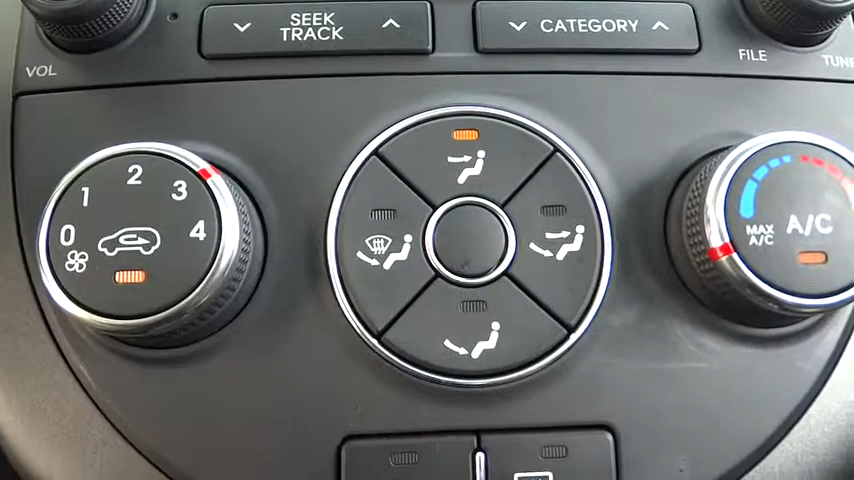 SEEK
TRACK
CATEGORY
VOL
FILE
TUNE
0
1
2
3
4
MAX
A/C
A/C